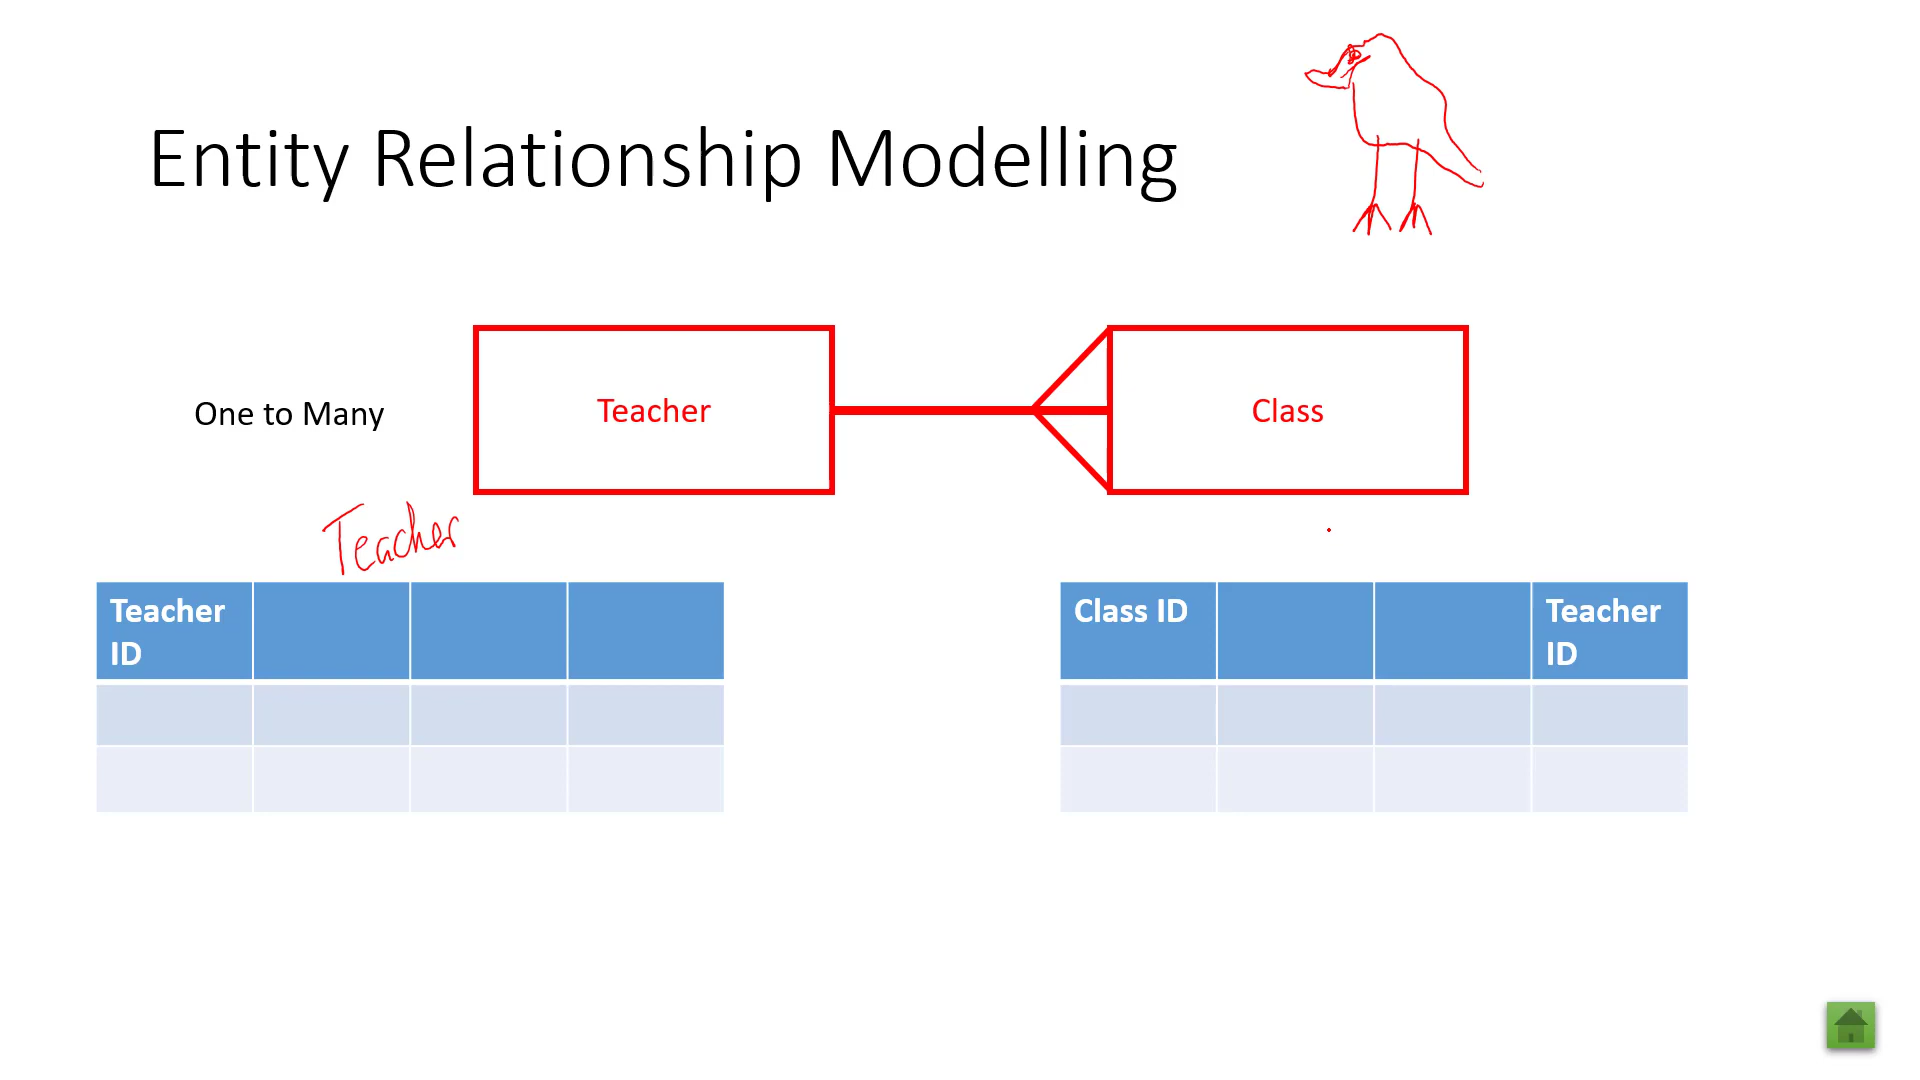 Entity Relationship Modelling
One to Many
Teacher
Class
Teacher
Teacher
ID
Class ID
Teacher
ID